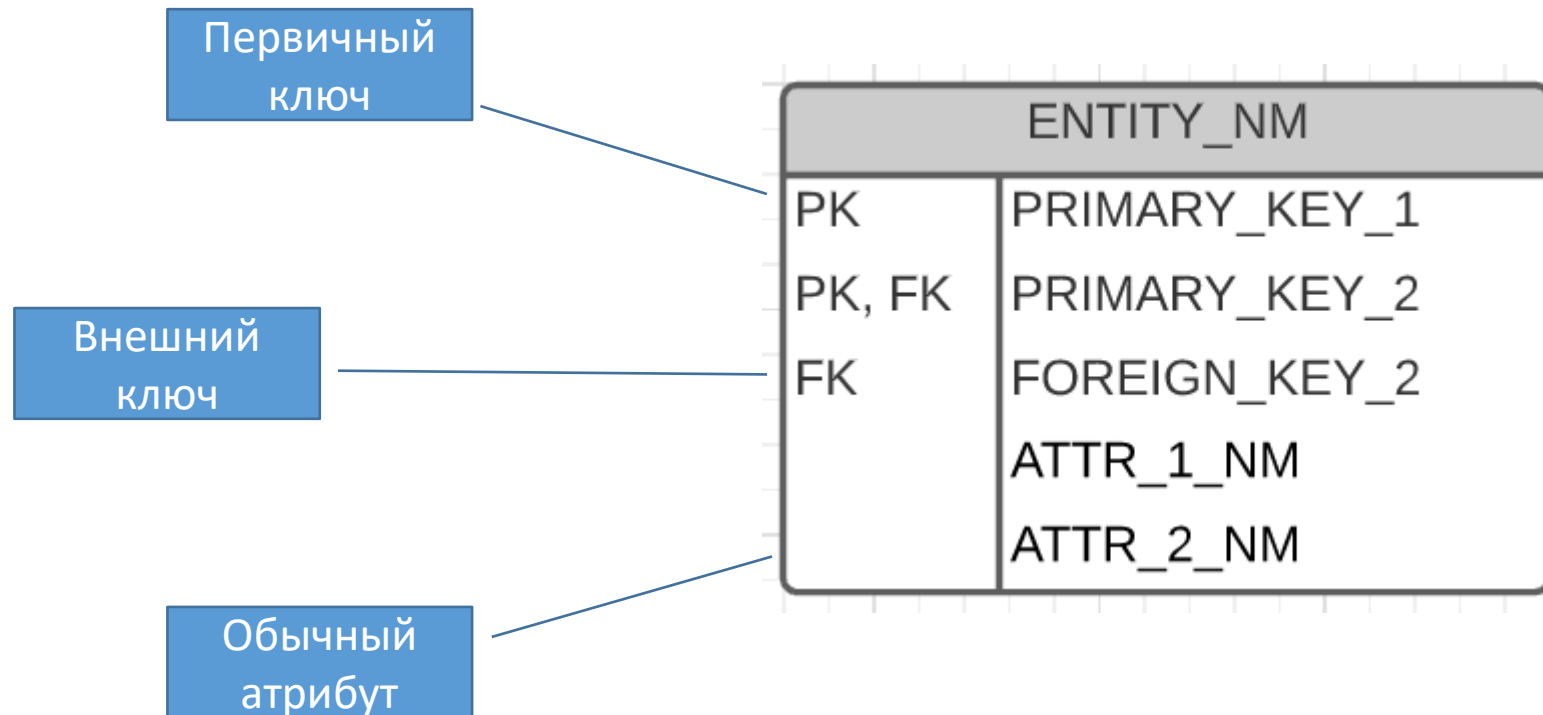 Первичный
ключ
ENTITY_NM
PK PRIMARY_KEY_1
PK, FK PRIMARY_KEY_2
Внешний
ключ
FK FOREIGN_KEY_2
ATTR_1_NM
ATTR_2_NM
Обычный
атрибут